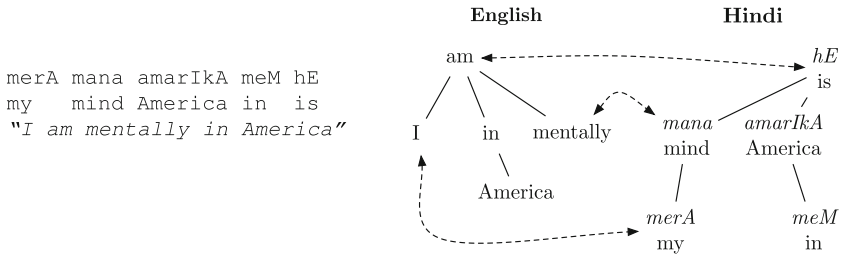 merA mana amarIkA meM hE
my mind America in is
“I am mentally in America”
English
am
I in mentally
America
Hindi
hE
is
mana amarIkA
mind America
merA meM
my in